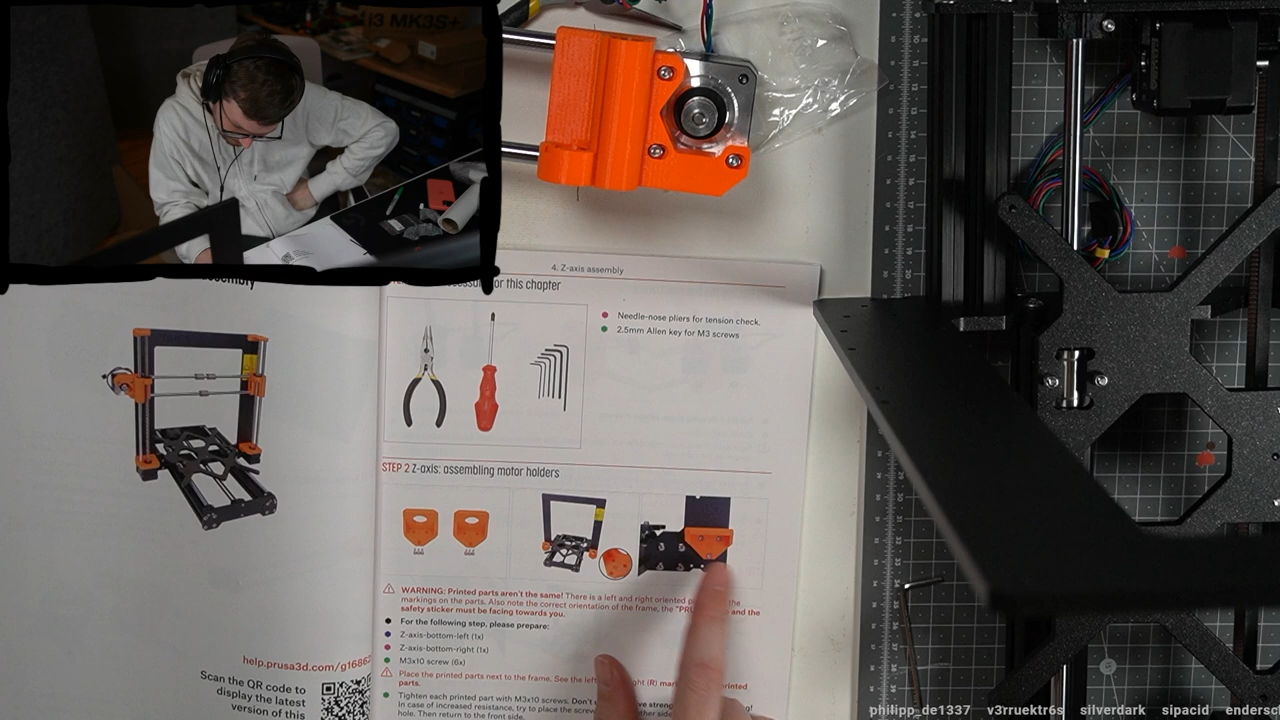 i3 MK3S+
4. Z-axis assembly
for this chapter
Needle-nose pliers for tension check.
2.5mm Allen key for M3 screws
STEP 2 Z-axis: assembling motor holders
WARNING: Printed parts aren't the same! There is a left and right oriented
markings on the parts. Also note the correct orientation of the frame, the and the
safety sticker must be facing towards you.
For the following step, please prepare:
Z-axis-bottom-left (1x)
Z-axis-bottom-right (1x)
M3x10 screw (6x)
Place the printed parts next to the frame. See the left (R) printed
parts.
Tighten each printed part with M3x10 screws.
In case of increased resistance, try to place the side
hole. Then return to the front side.
help.prusa3d.com/g1686
Scan the QR code to
display the latest
version of this
philipp_de1337 v3rruektr6s silverdark sipacid endersc